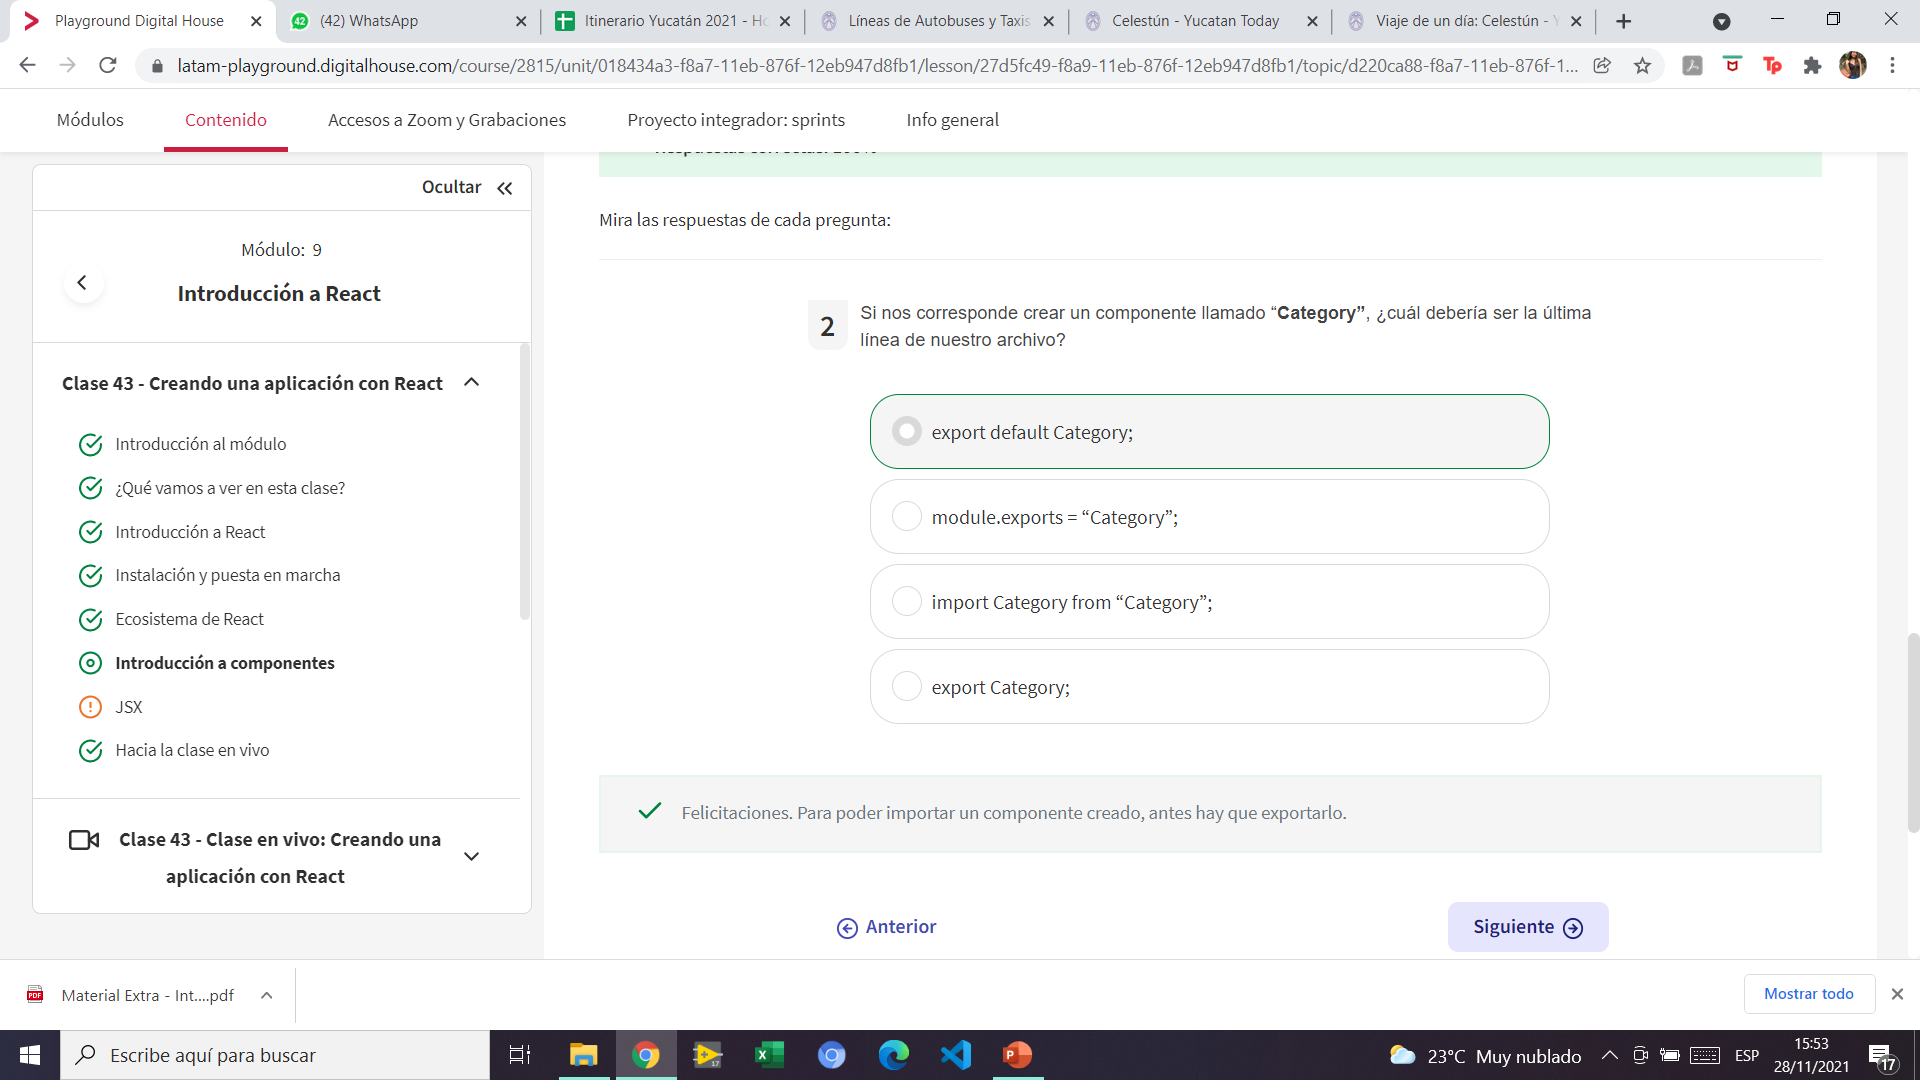 Playground Digital House
42
(42) WhatsApp
Itinerario Yucatán 2021 - Ho
Líneas de Autobuses y Taxis
Celestún - Yucatan Today
Viaje de un día: Celestún - Y
latam-playground.digitalhouse.com/course/2815/unit/018434a3-f8a7-11eb-876f-12eb947d8fb1/lesson/27d5fc49-f8a9-11eb-876f-12eb947d8fb1/topic/d220ca88-f8a7-11eb-876f-1...
Tp
Módulos
Contenido
Accesos a Zoom y Grabaciones
Proyecto integrador: sprints
Info general
Ocultar
Módulo: 9
Introducción a React
Clase 43 - Creando una aplicación con React
Introducción al módulo
¿Qué vamos a ver en esta clase?
Introducción a React
Instalación y puesta en marcha
Ecosistema de React
Introducción a componentes
JSX
Hacia la clase en vivo
Clase 43 - Clase en vivo: Creando una
aplicación con React
Mira las respuestas de cada pregunta:
2
Si nos corresponde crear un componente llamado “Category”, ¿cuál debería ser la última
línea de nuestro archivo?
export default Category;
module.exports = “Category”;
import Category from “Category”;
export Category;
Felicitaciones. Para poder importar un componente creado, antes hay que exportarlo.
Anterior
Siguiente
PDF
Material Extra - Int....pdf
Mostrar todo
Escribe aquí para buscar
23°C Muy nublado
ESP
15:53
28/11/2021
17